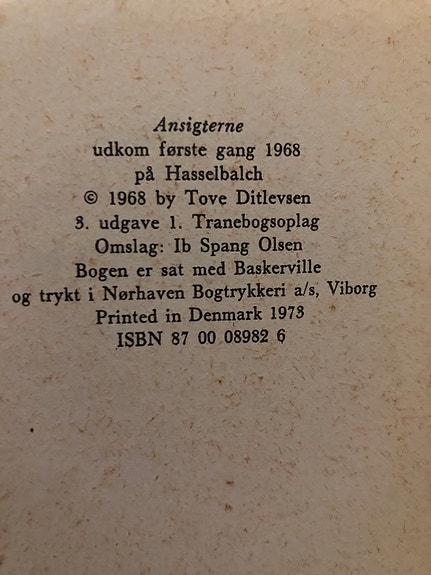 Ansigterne
udkom første gang 1968
på Hasselbalch
© 1968 by Tove Ditlevsen
3. udgave 1. Tranebogsoplag
Omslag: Ib Spang Olsen
Bogen er sat med Baskerville
og trykt i Nørhaven Bogtrykkeri a/s, Viborg
Printed in Denmark 1973
ISBN 87 00 08982 6